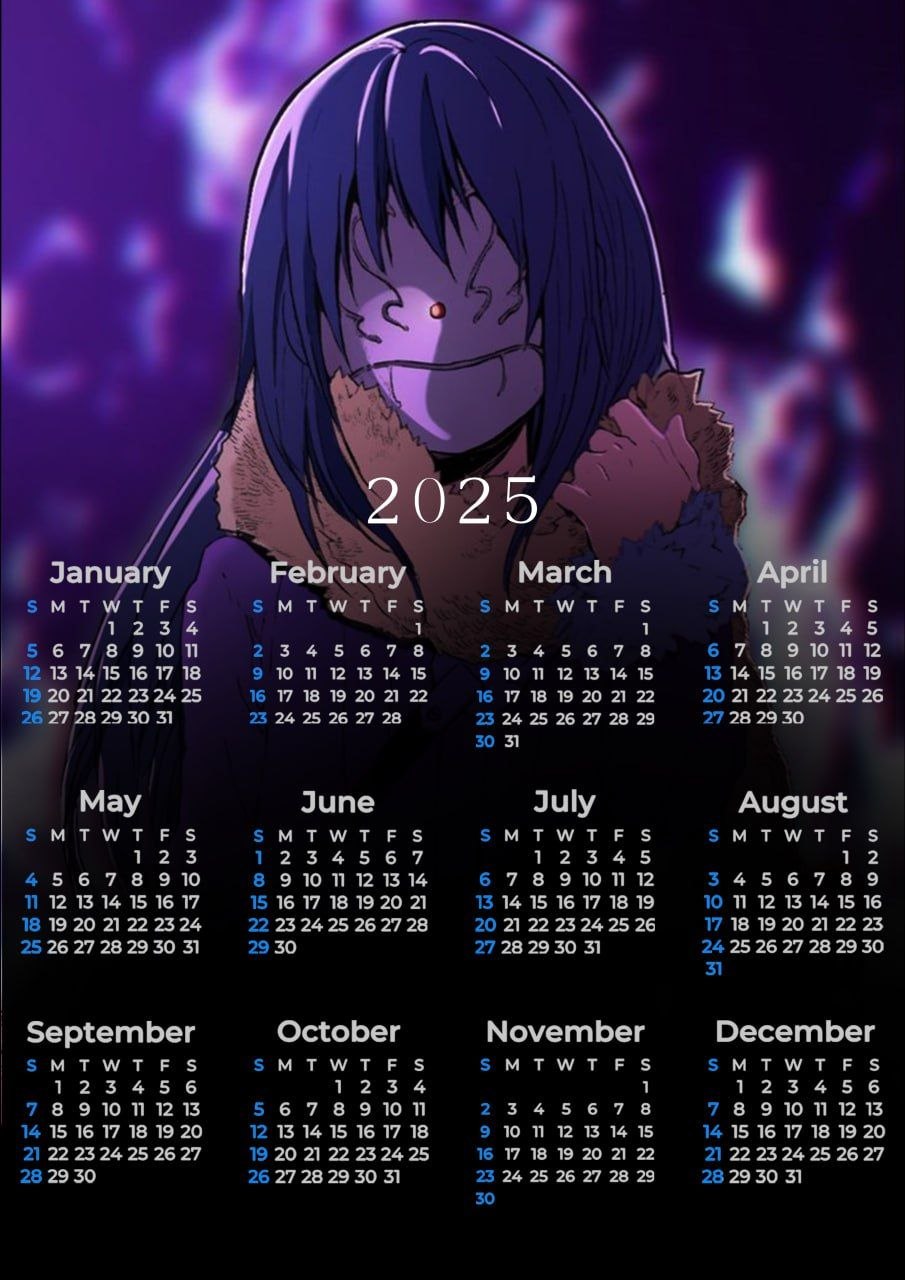 2025
January February March April
S M T W T F S S M T W T F S S M T W T F S S M T W T F S
1 2 3 4 1 1 1 2 3 4 5
5 6 7 8 9 10 11 2 3 4 5 6 7 8 2 3 4 5 6 7 8 6 7 8 9 10 11 12
12 13 14 15 16 17 18 9 10 11 12 13 14 15 9 10 11 12 13 14 15 13 14 15 16 17 18 19
19 20 21 22 23 24 25 16 17 18 19 20 21 22 16 17 18 19 20 21 22 20 21 22 23 24 25 26
26 27 28 29 30 31 23 24 25 26 27 28 23 24 25 26 27 28 29 27 28 29 30
30 31
May June July August
S M T W T F S S M T W T F S S M T W T F S S M T W T F S
1 2 3 1 2 3 4 5 6 7 1 2 3 4 5 1 2
4 5 6 7 8 9 10 8 9 10 11 12 13 14 6 7 8 9 10 11 12 3 4 5 6 7 8 9
11 12 13 14 15 16 17 15 16 17 18 19 20 21 13 14 15 16 17 18 19 10 11 12 13 14 15 16
18 19 20 21 22 23 24 22 23 24 25 26 27 28 20 21 22 23 24 25 26 17 18 19 20 21 22 23
25 26 27 28 29 30 31 29 30 27 28 29 30 31 24 25 26 27 28 29 30
31
September October November December
S M T W T F S S M T W T F S S M T W T F S S M T W T F S
1 2 3 4 5 6 1 2 3 4 1 1 2 3 4 5 6
7 8 9 10 11 12 13 5 6 7 8 9 10 11 2 3 4 5 6 7 8 7 8 9 10 11 12 13
14 15 16 17 18 19 20 12 13 14 15 16 17 18 9 10 11 12 13 14 15 14 15 16 17 18 19 20
21 22 23 24 25 26 27 19 20 21 22 23 24 25 16 17 18 19 20 21 22 21 22 23 24 25 26 27
28 29 30 26 27 28 29 30 31 23 24 25 26 27 28 29 28 29 30 31
30